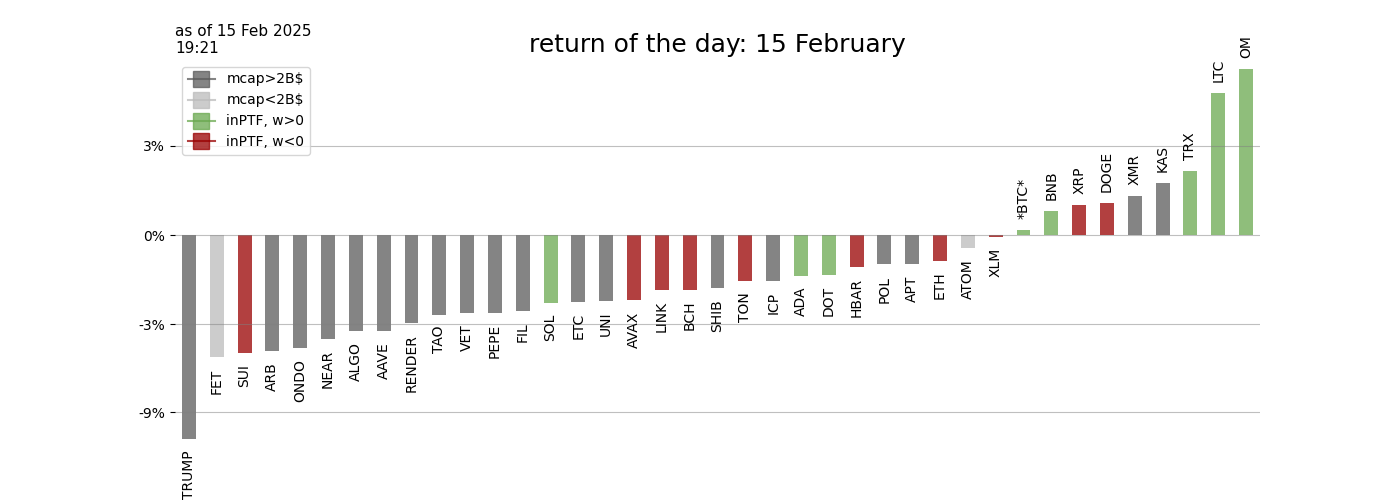 as of 15 Feb 2025
19:21
return of the day: 15 February
mcap>2B$
mcap<2B$
inPTF, w>0
inPTF, w<0
3%
0%
-3%
-9%
TRUMP
FET
SUI
ARB
ONDO
NEAR
ALGO
AAVE
RENDER
TAO
VET
PEPE
FIL
SOL
ETC
UNI
AVAX
LINK
BCH
SHIB
TON
ICP
ADA
DOT
HBAR
POL
APT
ETH
ATOM
XLM
*BTC*
BNB
XRP
DOGE
XMR
KAS
TRX
LTC
OM